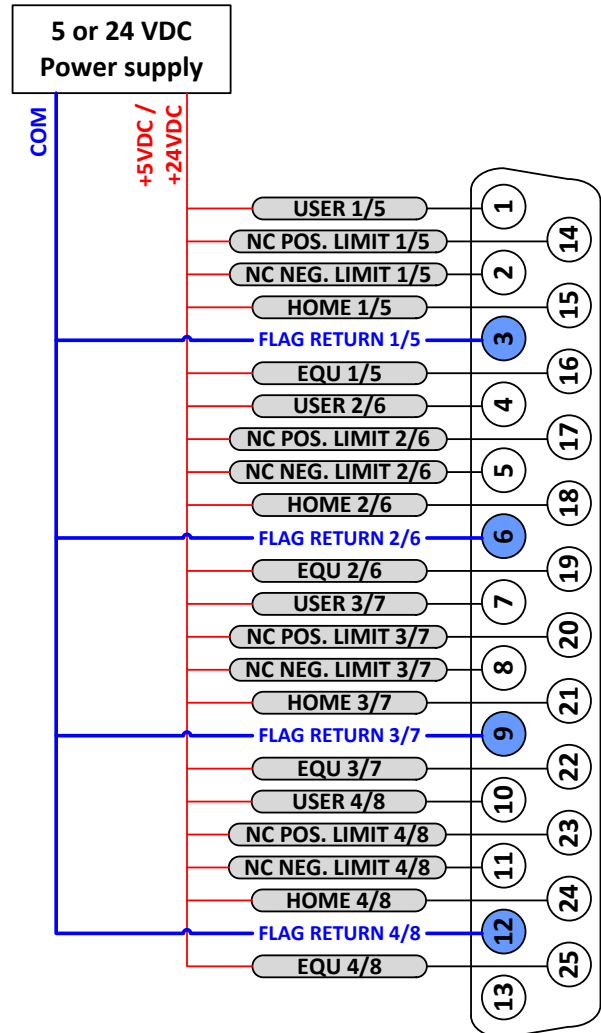 5 or 24 VDC
Power supply
COM
+5VDC /
+24VDC
USER 1/5
1
NC POS. LIMIT 1/5
14
NC NEG. LIMIT 1/5
2
HOME 1/5
15
FLAG RETURN 1/5
3
EQU 1/5
16
USER 2/6
4
NC POS. LIMIT 2/6
17
NC NEG. LIMIT 2/6
5
HOME 2/6
18
FLAG RETURN 2/6
6
EQU 2/6
19
USER 3/7
7
NC POS. LIMIT 3/7
20
NC NEG. LIMIT 3/7
8
HOME 3/7
21
FLAG RETURN 3/7
9
EQU 3/7
22
USER 4/8
10
NC POS. LIMIT 4/8
23
NC NEG. LIMIT 4/8
11
HOME 4/8
24
FLAG RETURN 4/8
12
EQU 4/8
25
13